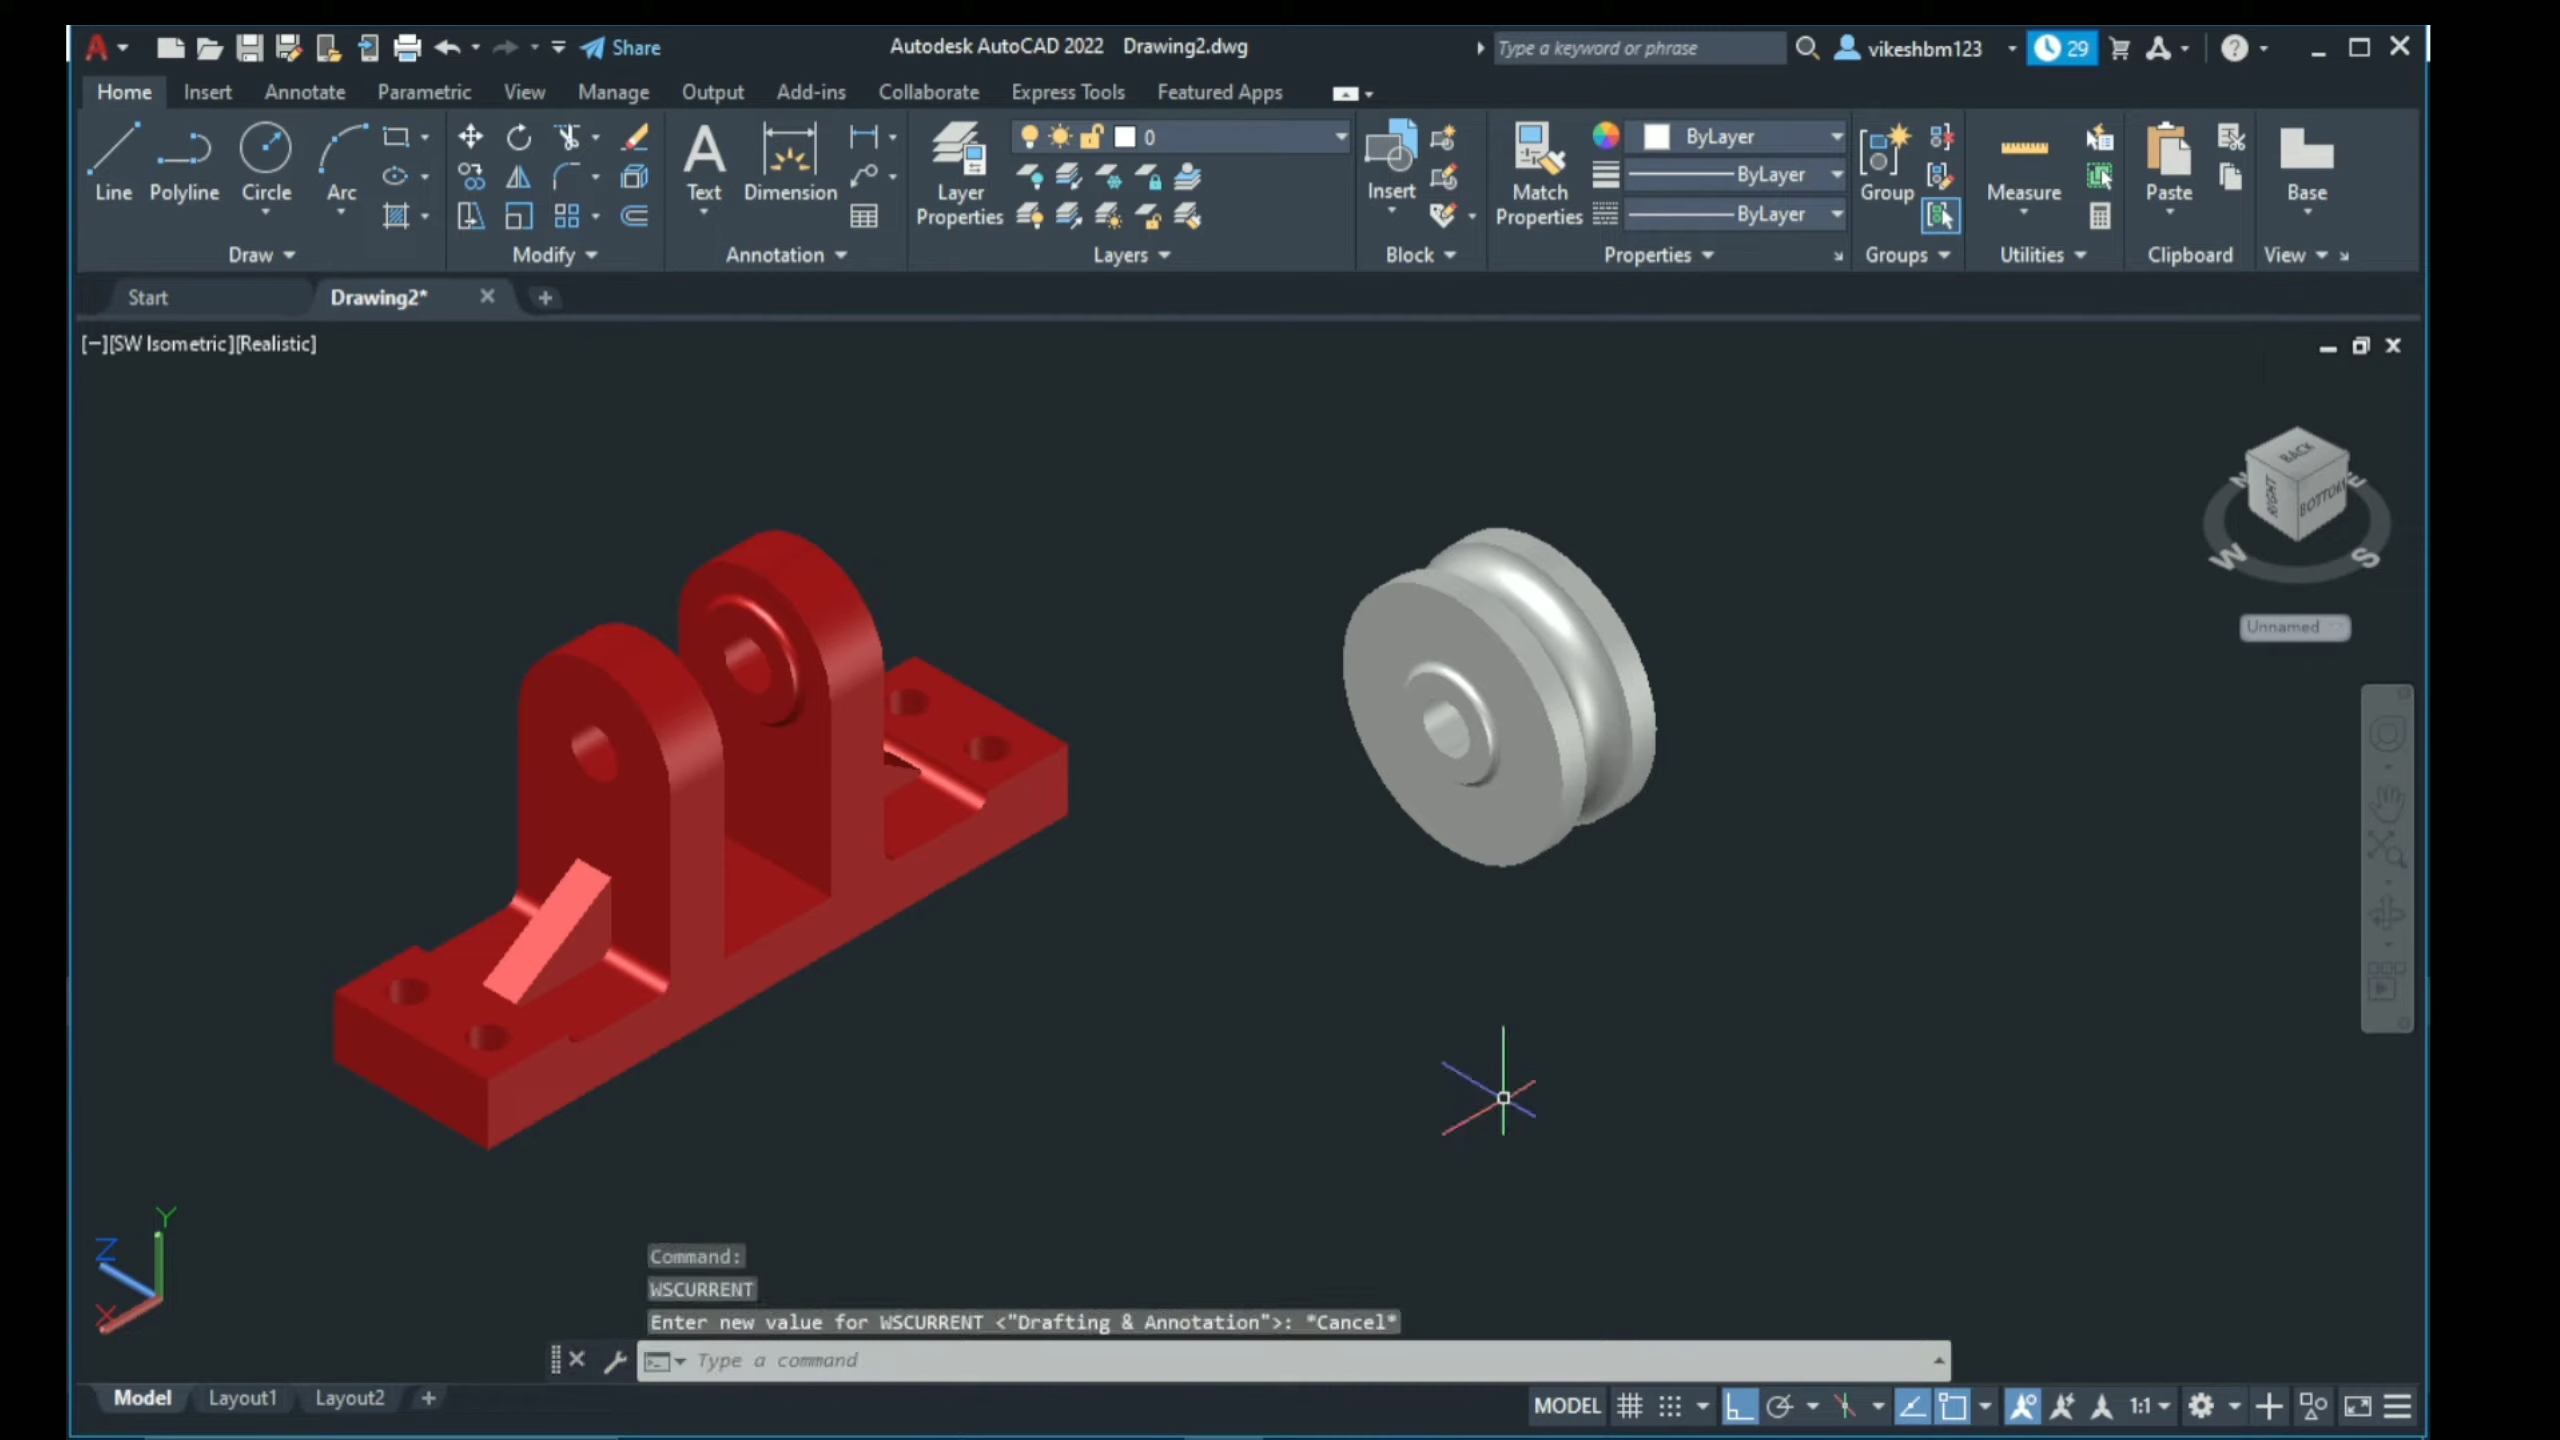 A Share Autodesk AutoCAD 2022 Drawing2.dwg Type a keyword or phrase vikeshbm123 29 ?
Home Insert Annotate Parametric View Manage Output Add-ins Collaborate Express Tools Featured Apps
0 ByLayer
A ByLayer
Line Polyline Circle Arc Text Dimension Layer Properties Insert Match Properties Group Measure Paste Base
ByLayer
Draw Modify Annotation Layers Block Properties Groups Utilities Clipboard View
Start Drawing2*
[−][SW Isometric][Realistic]
BACK
N E
RIGHT BOTTOM
W S
Unnamed
Y
Z
X
Command:
WSCURRENT
Enter new value for WSCURRENT <"Drafting & Annotation">: *Cancel*
Type a command
Model Layout1 Layout2 +
MODEL 1:1